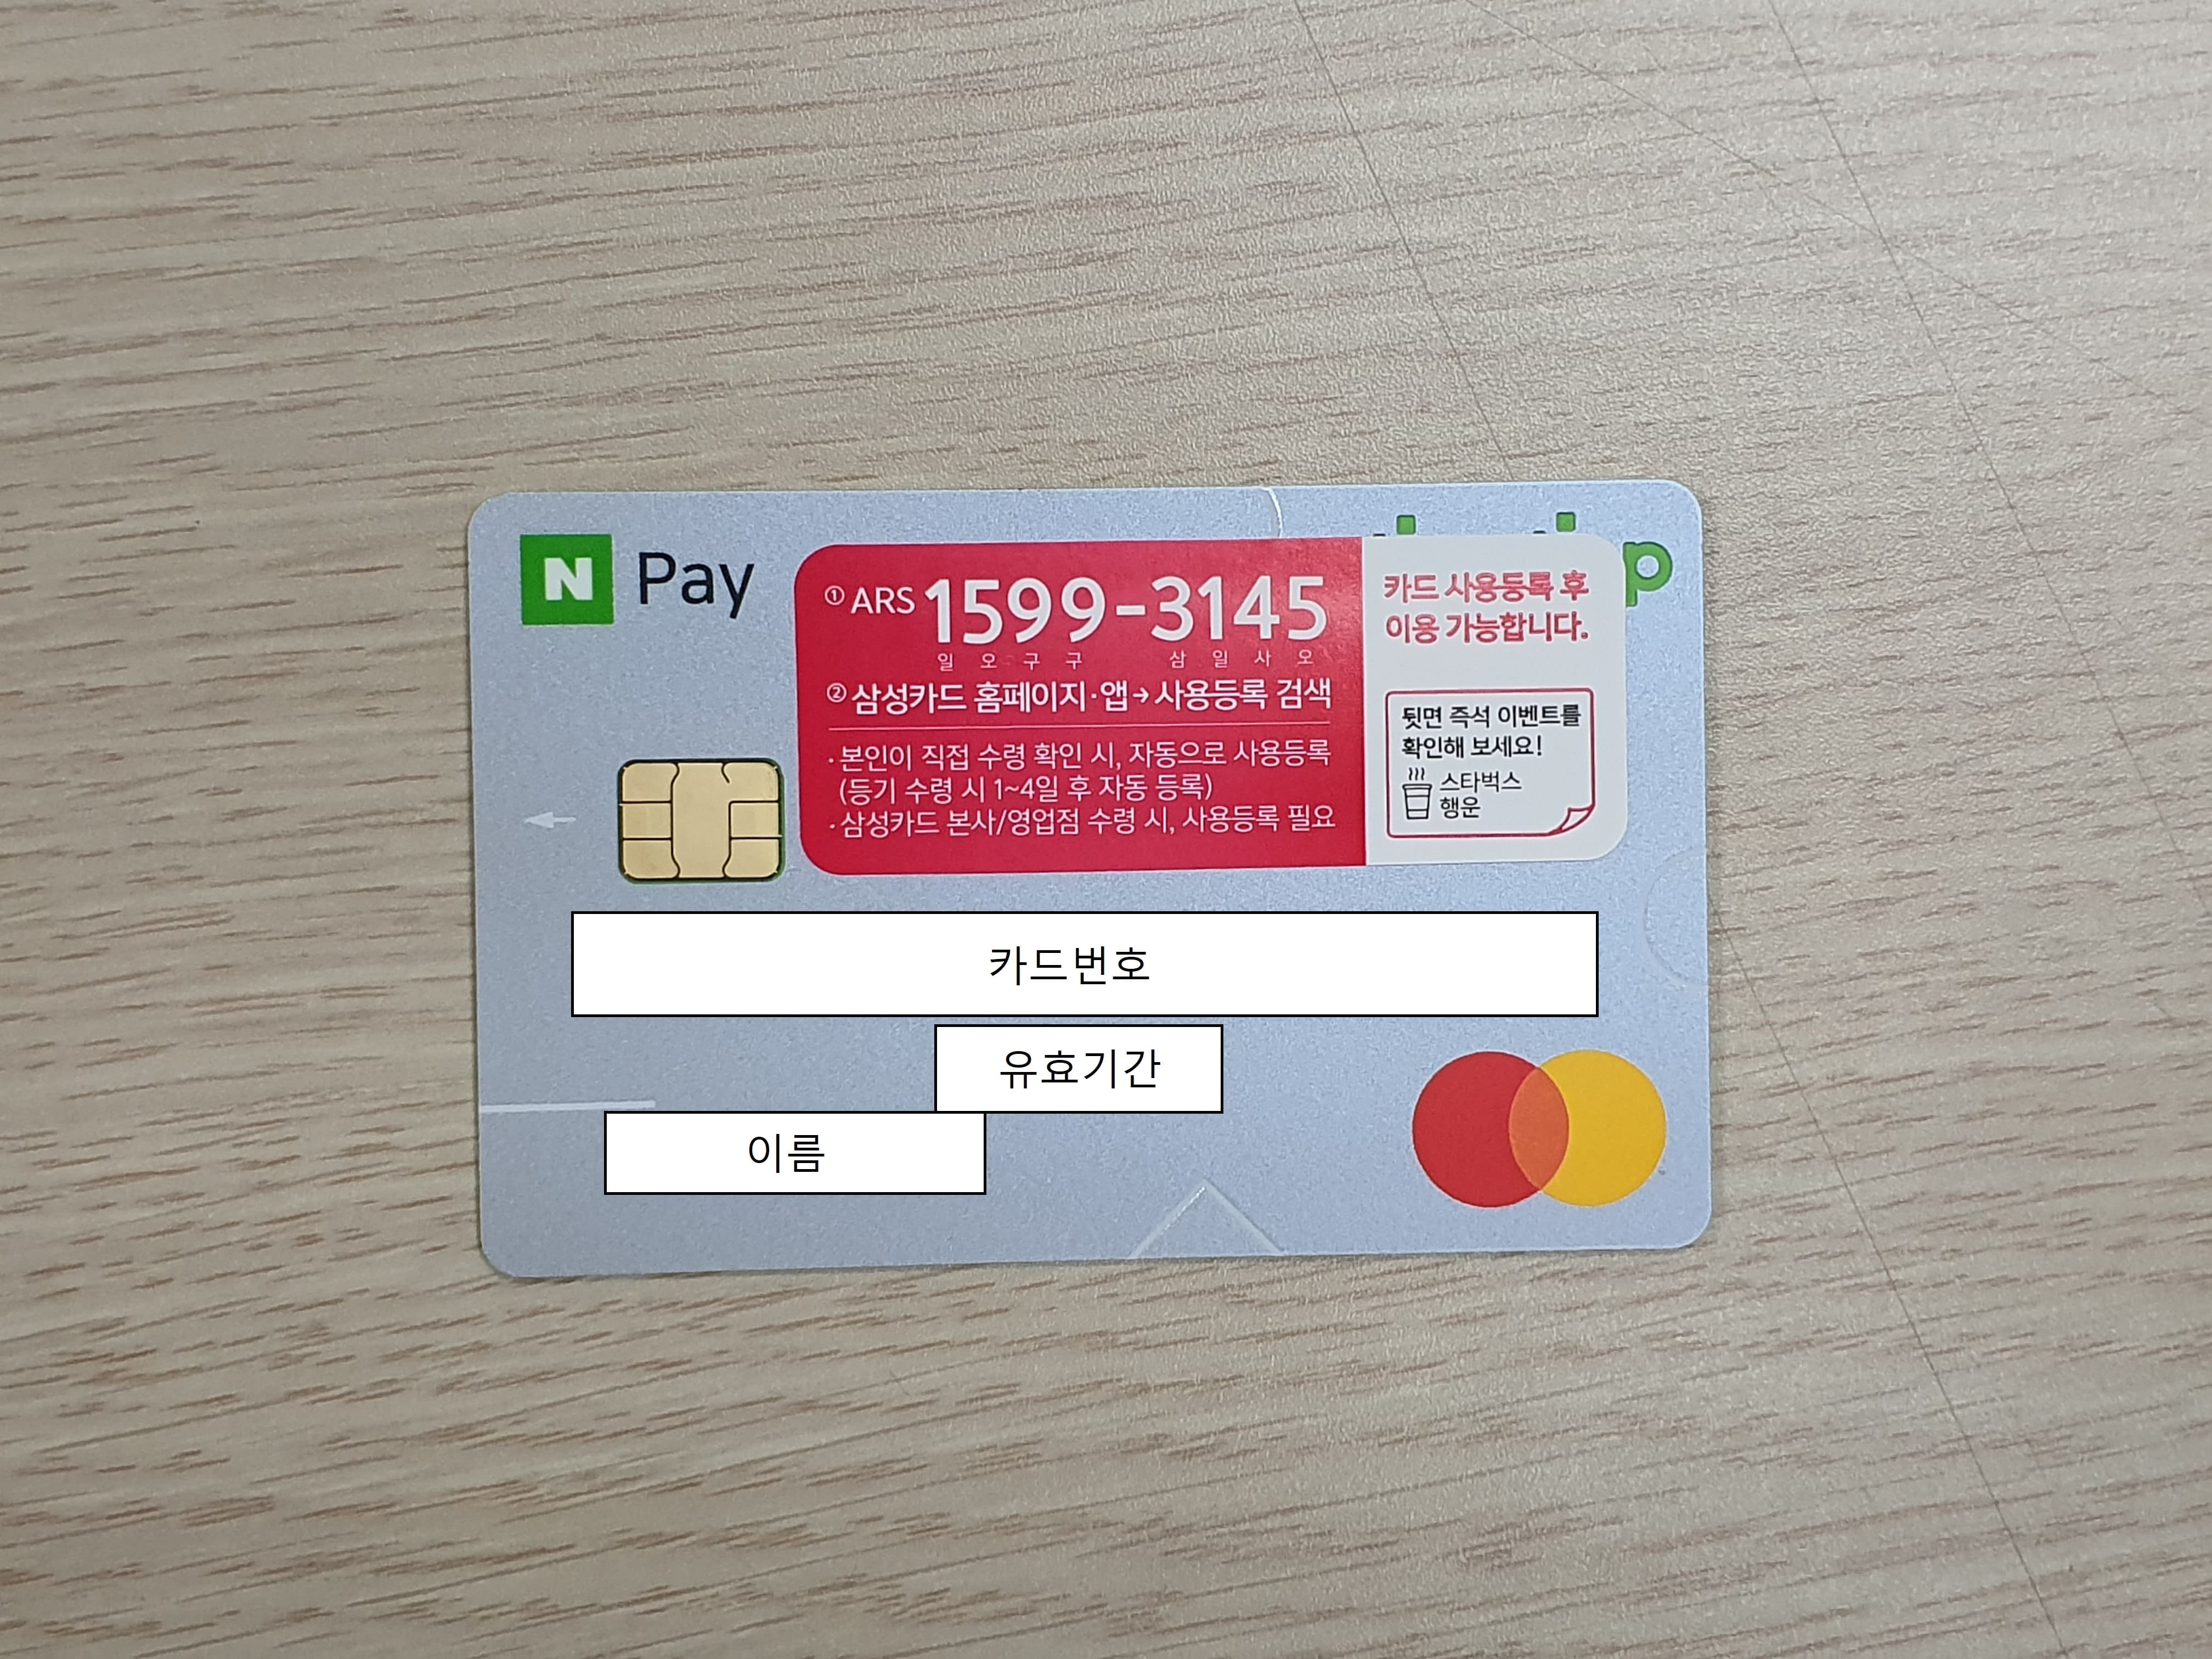 N Pay
① ARS 1599-3145
일 오 구 구 삼 일 사 오
② 삼성카드 홈페이지·앱→사용등록 검색
· 본인이 직접 수령 확인 시, 자동으로 사용등록
(등기 수령 시 1~4일 후 자동 등록)
· 삼성카드 본사/영업점 수령 시, 사용등록 필요
카드 사용등록 후
이용 가능합니다.
뒷면 즉석 이벤트를
확인해 보세요!
스타벅스
행운
카드번호
유효기간
이름